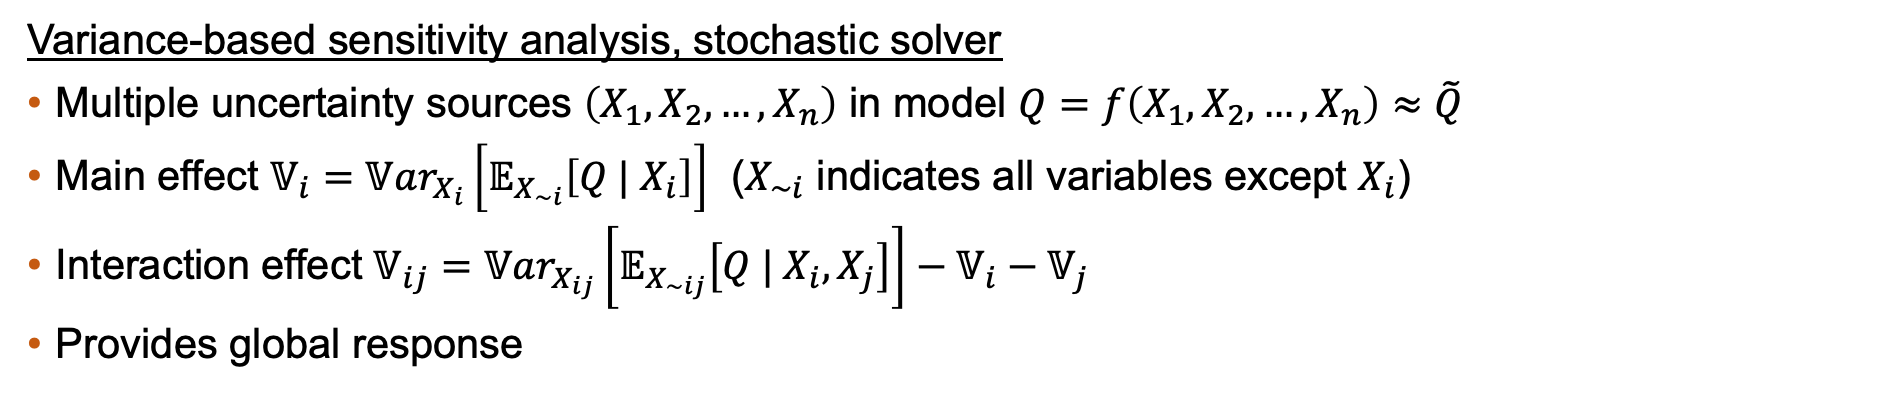 Variance-based sensitivity analysis, stochastic solver
• Multiple uncertainty sources (𝑋₁, 𝑋₂, … , 𝑋ₙ) in model 𝑄 = 𝑓(𝑋₁, 𝑋₂, … , 𝑋ₙ) ≈ 𝑄̃
• Main effect 𝕍ᵢ = 𝕍𝑎𝑟_{𝑋ᵢ} [𝔼_{𝑋~ᵢ}[𝑄 | 𝑋ᵢ]] (𝑋~ᵢ indicates all variables except 𝑋ᵢ)
• Interaction effect 𝕍ᵢⱼ = 𝕍𝑎𝑟_{𝑋ᵢⱼ} [𝔼_{𝑋~ᵢⱼ}[𝑄 | 𝑋ᵢ, 𝑋ⱼ]] − 𝕍ᵢ − 𝕍ⱼ
• Provides global response